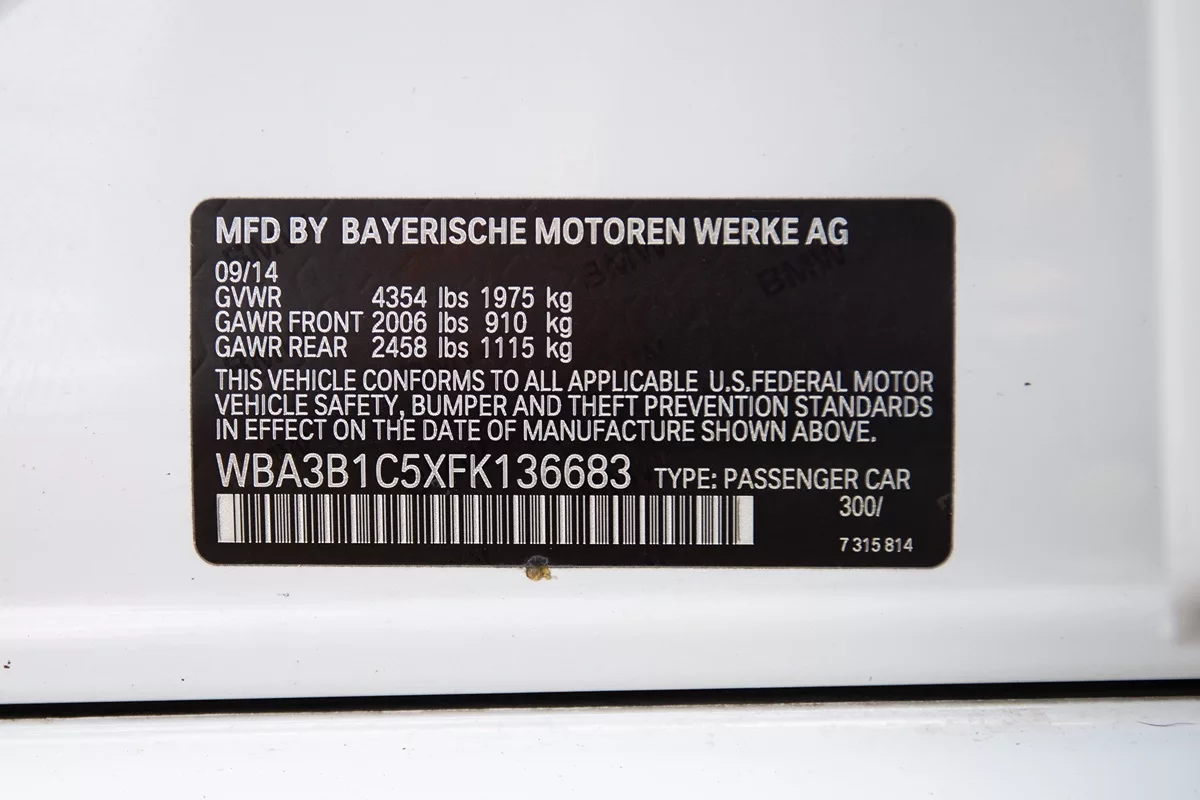 MFD BY BAYERISCHE MOTOREN WERKE AG
09/14
GVWR 4354 lbs 1975 kg
GAWR FRONT 2006 lbs 910 kg
GAWR REAR 2458 lbs 1115 kg
THIS VEHICLE CONFORMS TO ALL APPLICABLE U.S.FEDERAL MOTOR
VEHICLE SAFETY, BUMPER AND THEFT PREVENTION STANDARDS
IN EFFECT ON THE DATE OF MANUFACTURE SHOWN ABOVE.
WBA3B1C5XFK136683 TYPE: PASSENGER CAR
300/
7 315 814
BMW
BMW
BMW